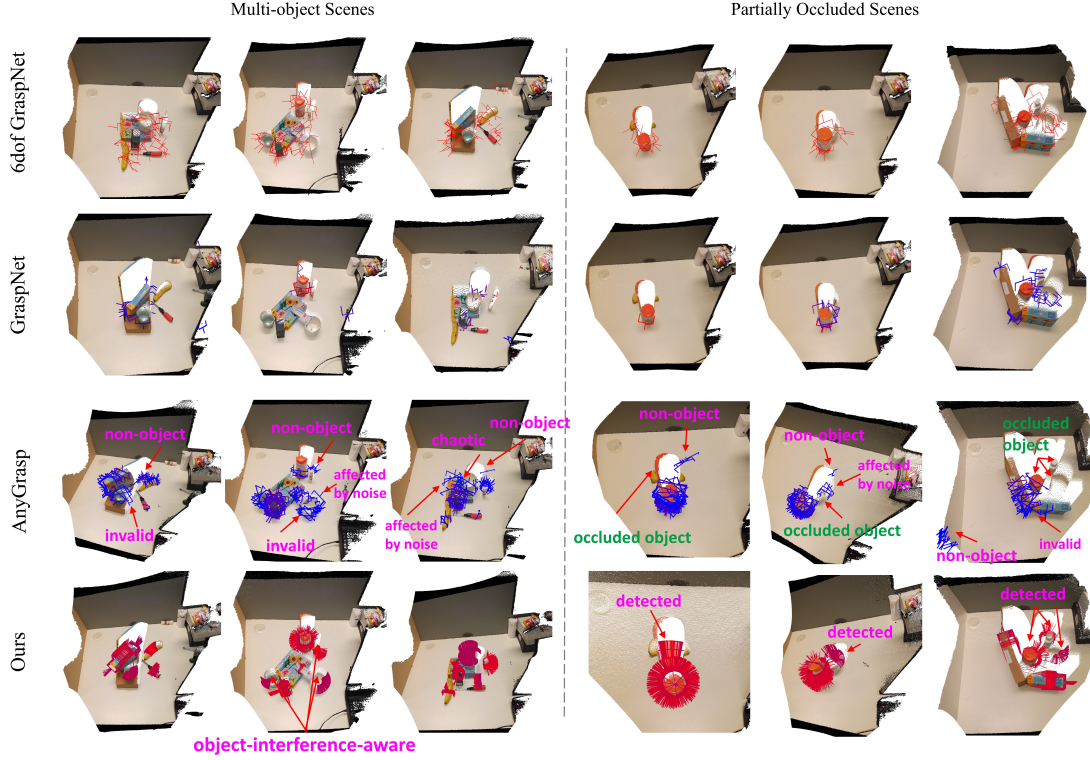 Multi-object Scenes
Partially Occluded Scenes
6dof GraspNet
GraspNet
AnyGrasp
non-object
invalid
non-object
affected
by noise
invalid
chaotic
non-object
affected
by noise
non-object
occluded object
non-object
affected
by noise
occluded object
occluded
object
non-object
invalid
Ours
object-interference-aware
detected
detected
detected